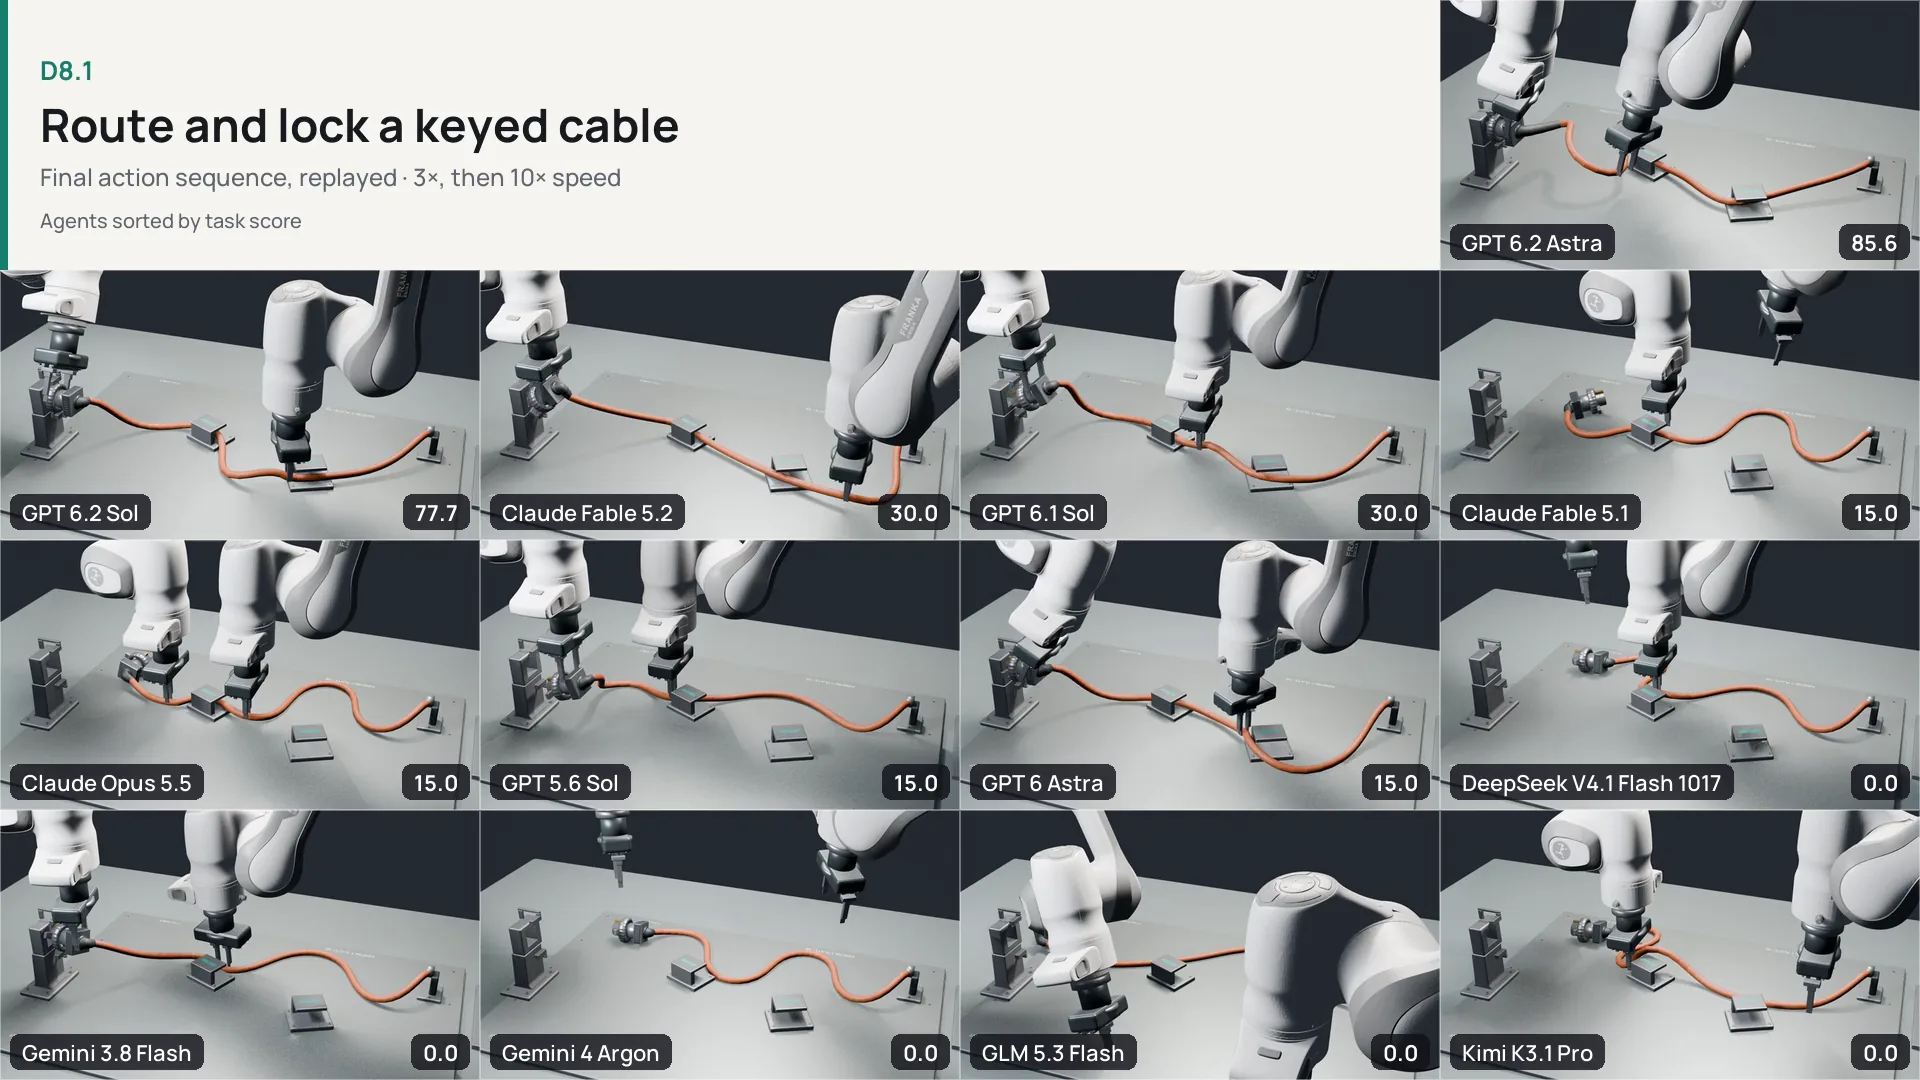 D8.1
Route and lock a keyed cable
Final action sequence, replayed · 3×, then 10× speed
Agents sorted by task score
GPT 6.2 Astra
85.6
FRANKA
GPT 6.2 Sol
77.7
Claude Fable 5.2
30.0
GPT 6.1 Sol
30.0
Claude Fable 5.1
15.0
Claude Opus 5.5
15.0
GPT 5.6 Sol
15.0
GPT 6 Astra
15.0
DeepSeek V4.1 Flash 1017
0.0
Gemini 3.8 Flash
0.0
Gemini 4 Argon
0.0
GLM 5.3 Flash
0.0
Kimi K3.1 Pro
0.0